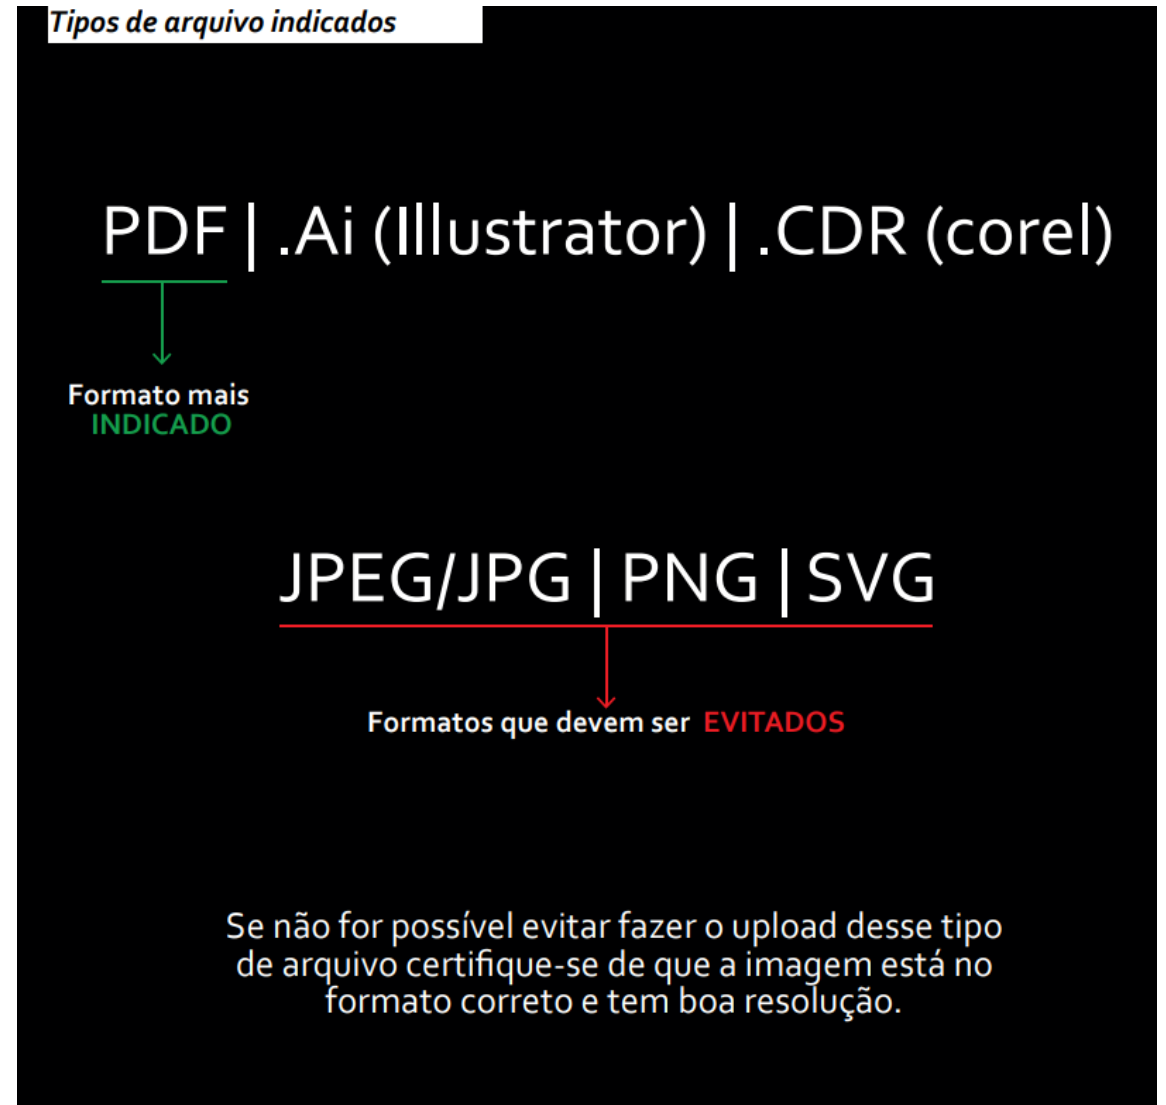 Tipos de arquivo indicados
PDF | .Ai (Illustrator) | .CDR (corel)
Formato mais
INDICADO
JPEG/JPG | PNG | SVG
Formatos que devem ser EVITADOS
Se não for possível evitar fazer o upload desse tipo
de arquivo certifique-se de que a imagem está no
formato correto e tem boa resolução.